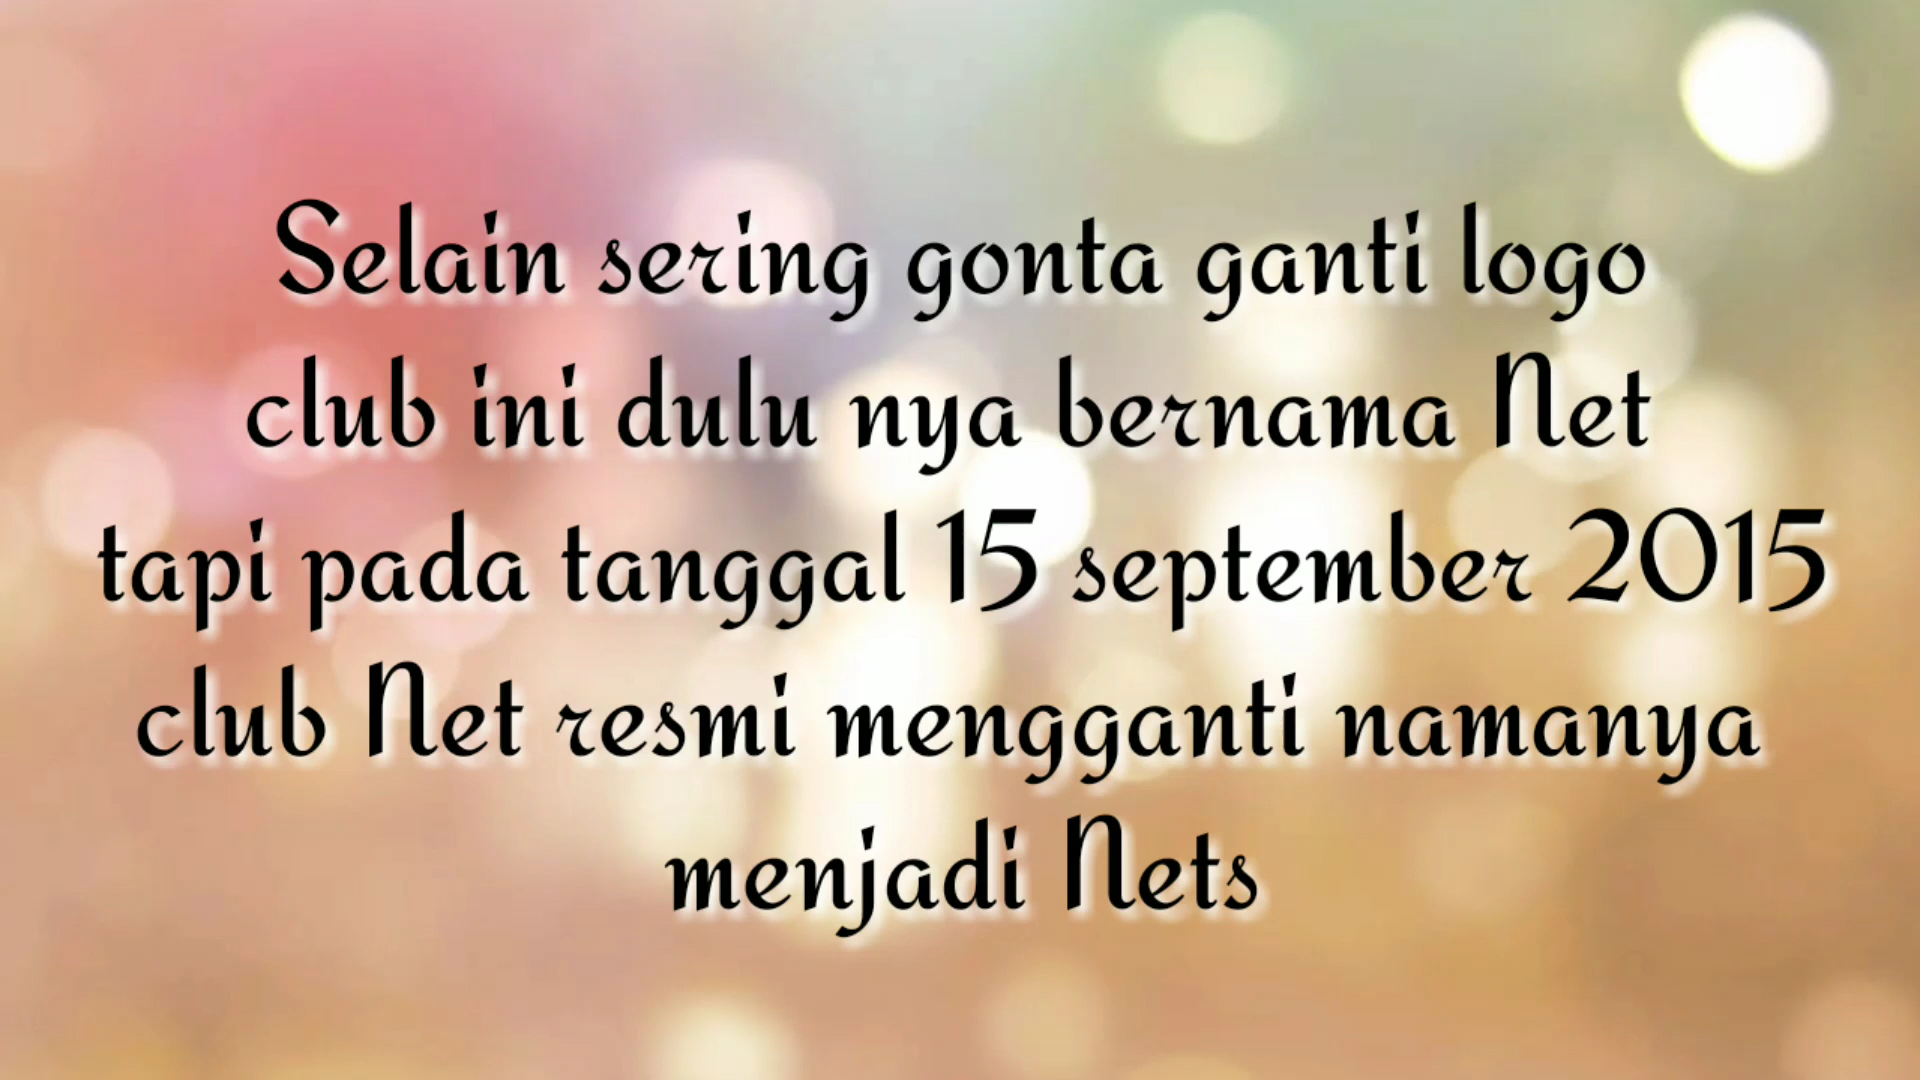 Selain sering gonta ganti logo
club ini dulu nya bernama Net
tapi pada tanggal 15 september 2015
club Net resmi mengganti namanya
menjadi Nets